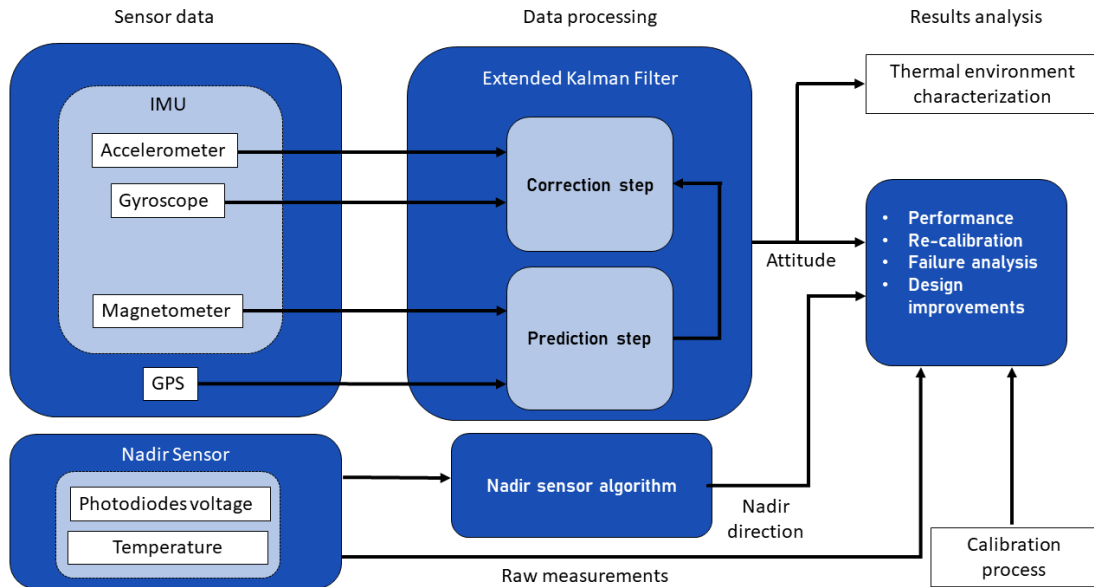 Sensor data
Data processing
Results analysis
IMU
Accelerometer
Gyroscope
Magnetometer
GPS
Extended Kalman Filter
Correction step
Prediction step
Attitude
Thermal environment
characterization
• Performance
• Re-calibration
• Failure analysis
• Design
improvements
Nadir Sensor
Photodiodes voltage
Temperature
Nadir sensor algorithm
Nadir
direction
Raw measurements
Calibration
process